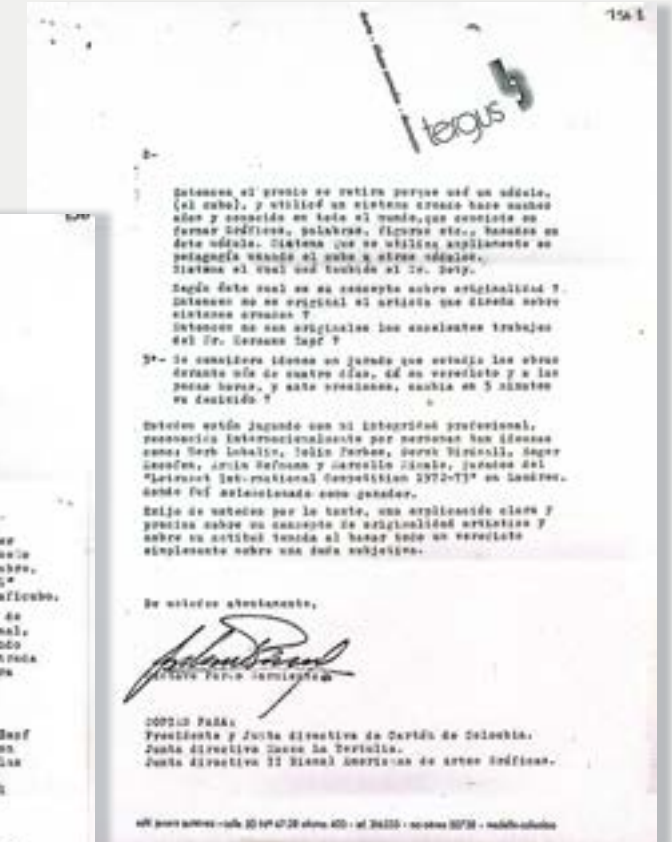 tergus
2-
Entonces el premio se retira porque usé un módulo,
(el cubo), y utilicé un sistema creado hace muchos
años y conocido en todo el mundo, que consiste en
formar Gráficos, palabras, figuras etc., basados en
éste módulo. Sistema que se utiliza ampliamente en
pedagogía usando el cubo y otros módulos.
Sistema el cual usó también el Sr.
Según ésto cual es su concepto sobre originalidad ?.
Entonces no es original el artista que diseña sobre
sistemas creados ?
Entonces no son originales los excelentes trabajos
del Sr. Hermann Zapf ?
3º- Se considera idóneo un jurado que estudia las obras
durante más de cuatro días, dá su veredicto y a las
pocas horas, y ante presiones, cambia en 5 minutos
su decisión ?
Ustedes están jugando con mi integridad profesional,
reconocida Internacionalmente por personas tan idóneas
como: Herb Lubalin, Colin Forbes, Derek Birdsall, Roger
Armin Hofmann y Marcello Minale, jurados del
"Letraset International Competition 1972-73" en Londres,
donde fuí seleccionado como ganador.
Exijo de ustedes por lo tanto, una explicación clara y
precisa sobre su concepto de originalidad artística y
sobre su actitud tomada al basar todo un veredicto
simplemente sobre una duda subjetiva.
De ustedes atentamente,
Sarmiento
COPIAS PARA:
Presidente y Junta directiva de Cartón de Colombia.
Junta directiva Museo La Tertulia.
Junta directiva II Bienal Americana de Artes Gráficas.